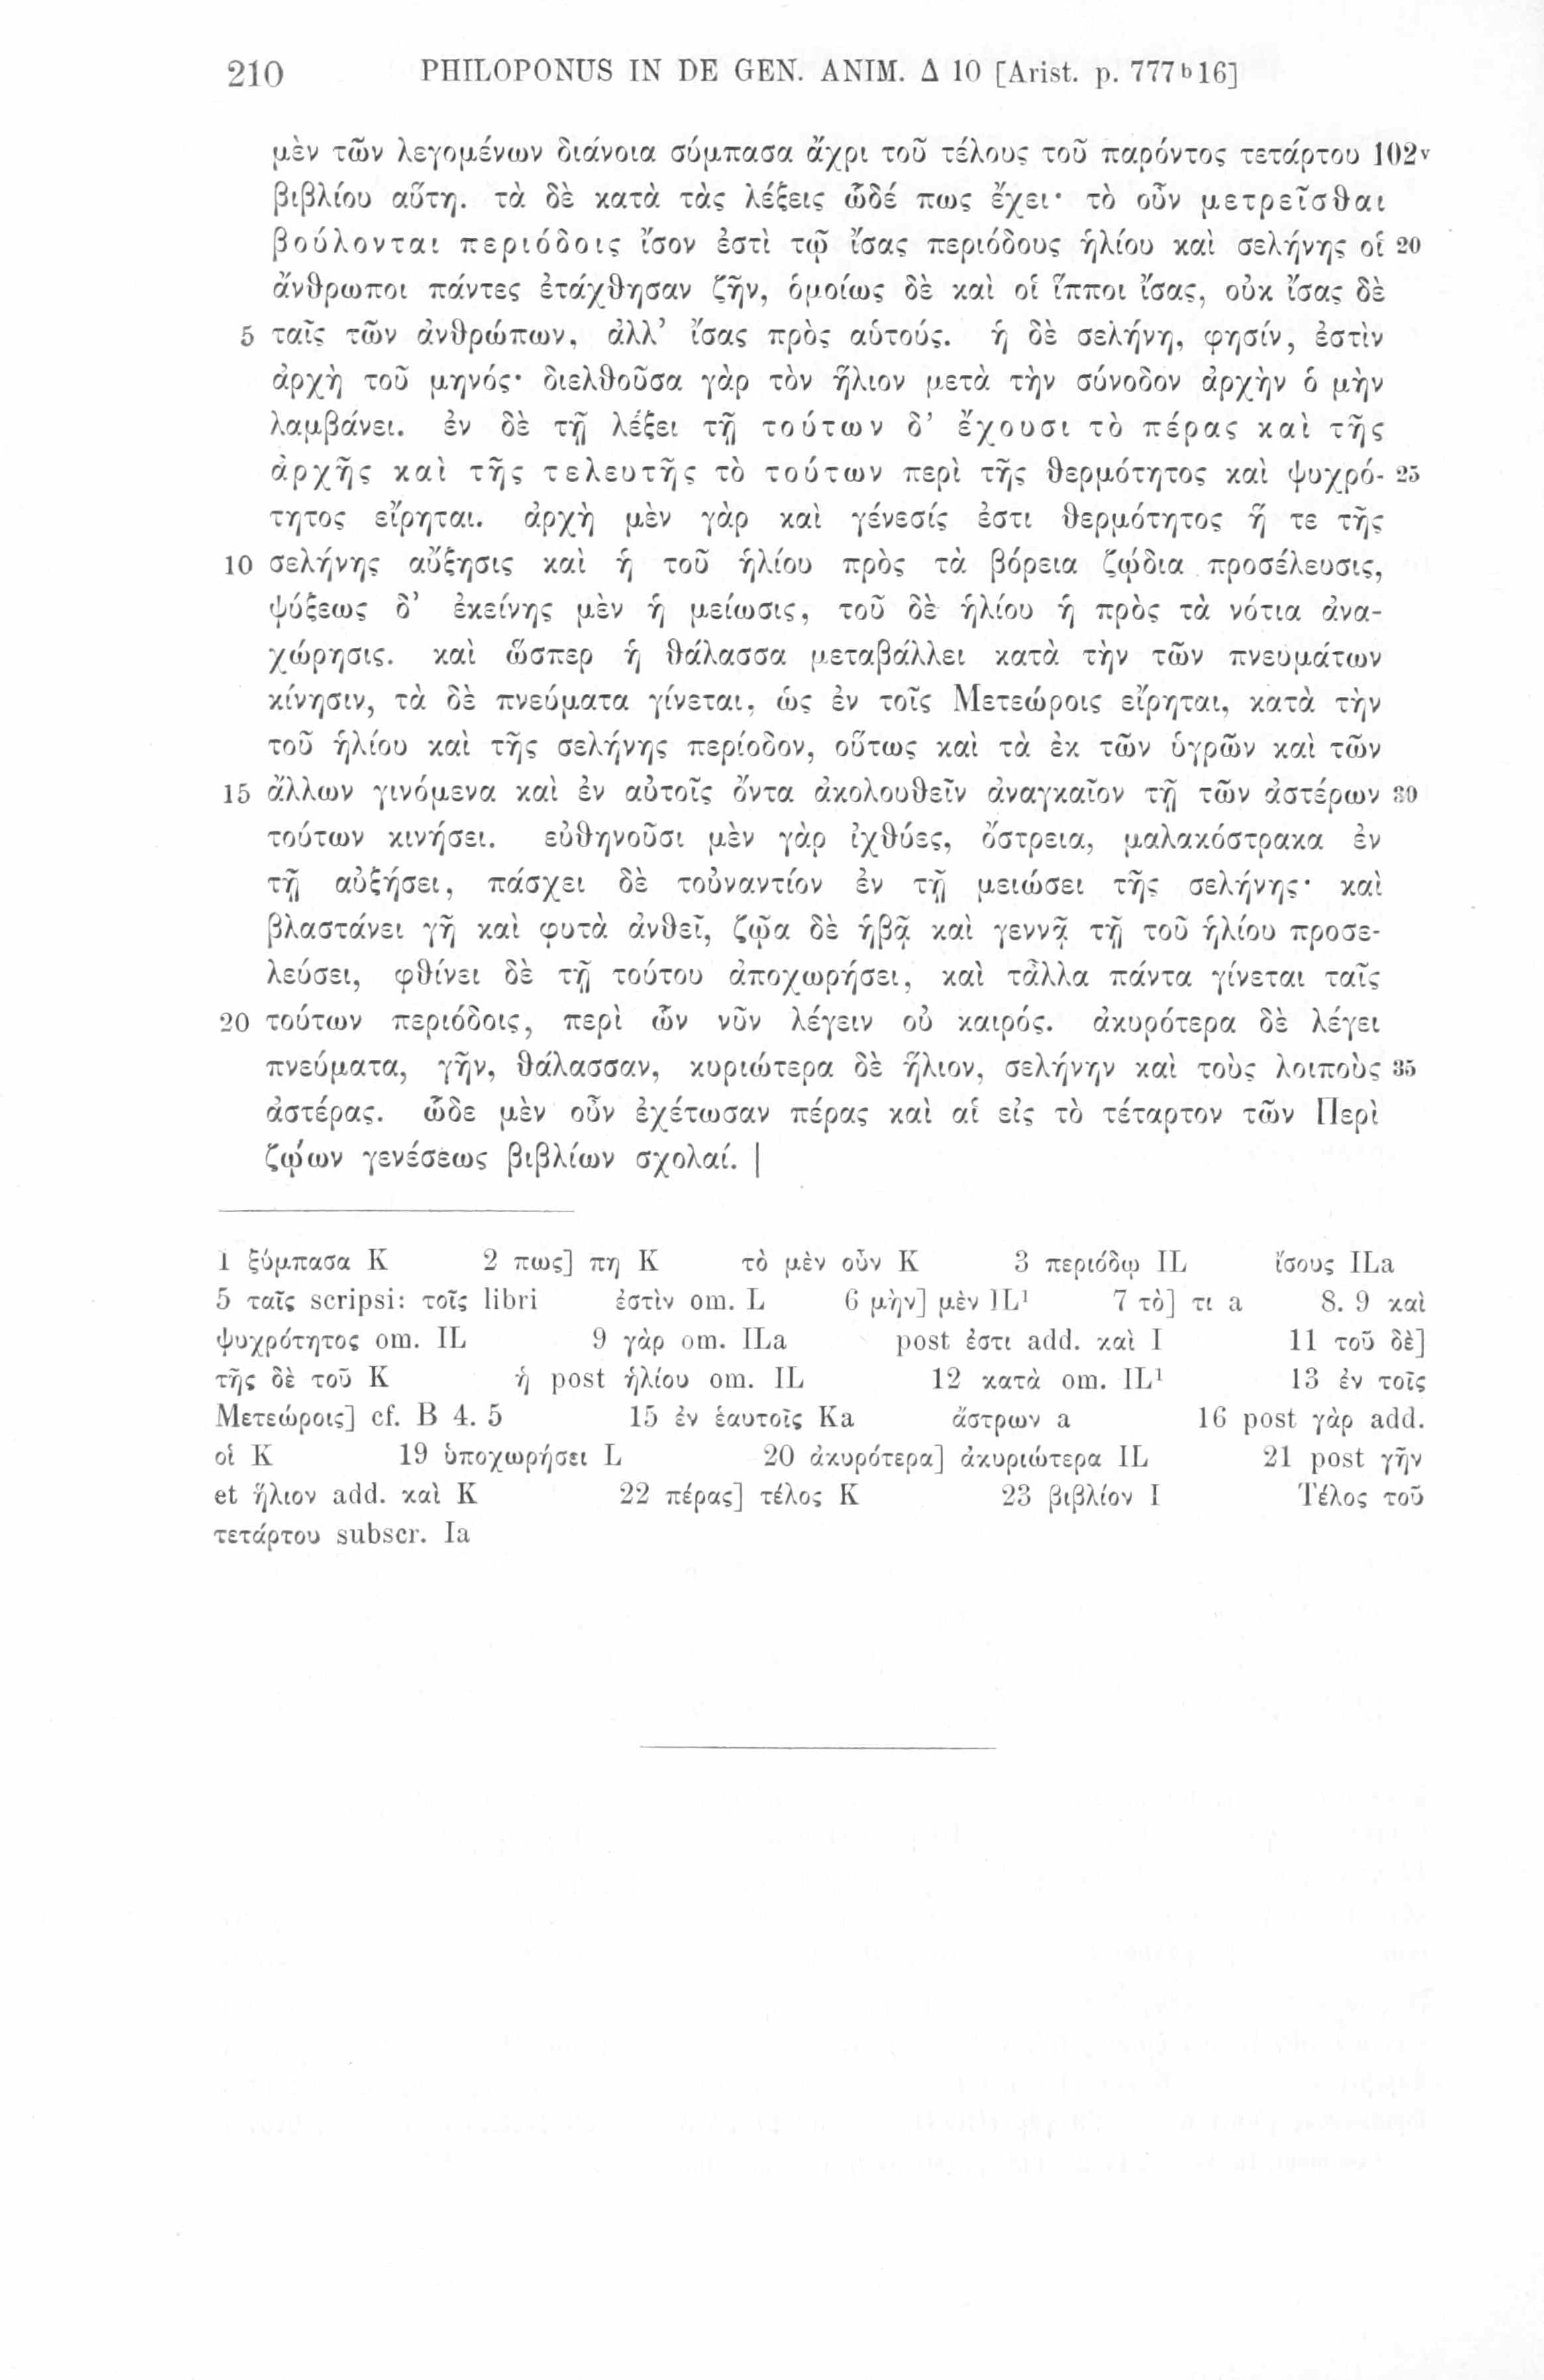 210 PHILOPONUS IN DE GEN. ANIM. Δ 10 [Arist. p. 777b16]
μὲν τῶν λεγομένων διάνοια σύμπασα ἄχρι τοῦ τέλους τοῦ παρόντος τετάρτου 102v
βιβλίου αὕτη. τὰ δὲ κατὰ τὰς λέξεις ὧδέ πως ἔχει· τὸ οὖν μετρεῖσθαι
βούλονται περιόδοις ἴσον ἐστὶ τῷ ἴσας περιόδους ἡλίου καὶ σελήνης οἱ 20
ἄνθρωποι πάντες ἐτάχθησαν ζῆν, ὁμοίως δὲ καὶ οἱ ἵπποι ἴσας, οὐκ ἴσας δὲ
5 ταῖς τῶν ἀνθρώπων, ἀλλ’ ἴσας πρὸς αὑτούς. ἡ δὲ σελήνη, φησίν, ἐστὶν
ἀρχὴ τοῦ μηνός· διελθοῦσα γὰρ τὸν ἥλιον μετὰ τὴν σύνοδον ἀρχὴν ὁ μὴν
λαμβάνει. ἐν δὲ τῇ λέξει τῇ τούτων δ’ ἔχουσι τὸ πέρας καὶ τῆς
ἀρχῆς καὶ τῆς τελευτῆς τὸ τούτων περὶ τῆς θερμότητος καὶ ψυχρό- 25
τητος εἴρηται. ἀρχὴ μὲν γὰρ καὶ γένεσίς ἐστι θερμότητος ἥ τε τῆς
10 σελήνης αὔξησις καὶ ἡ τοῦ ἡλίου πρὸς τὰ βόρεια ζῴδια προσέλευσις,
ψύξεως δ’ ἐκείνης μὲν ἡ μείωσις, τοῦ δὲ ἡλίου ἡ πρὸς τὰ νότια ἀνα-
χώρησις. καὶ ὥσπερ ἡ θάλασσα μεταβάλλει κατὰ τὴν τῶν πνευμάτων
κίνησιν, τὰ δὲ πνεύματα γίνεται, ὡς ἐν τοῖς Μετεώροις εἴρηται, κατὰ τὴν
τοῦ ἡλίου καὶ τῆς σελήνης περίοδον, οὕτως καὶ τὰ ἐκ τῶν ὑγρῶν καὶ τῶν
15 ἄλλων γινόμενα καὶ ἐν αὐτοῖς ὄντα ἀκολουθεῖν ἀναγκαῖον τῇ τῶν ἀστέρων 30
τούτων κινήσει. εὐθηνοῦσι μὲν γὰρ ἰχθύες, ὄστρεια, μαλακόστρακα ἐν
τῇ αὐξήσει, πάσχει δὲ τοὐναντίον ἐν τῇ μειώσει τῆς σελήνης· καὶ
βλαστάνει γῆ καὶ φυτὰ ἀνθεῖ, ζῷα δὲ ἡβᾷ καὶ γεννᾷ τῇ τοῦ ἡλίου προσε-
λεύσει, φθίνει δὲ τῇ τούτου ἀποχωρήσει, καὶ τἆλλα πάντα γίνεται ταῖς
20 τούτων περιόδοις, περὶ ὧν νῦν λέγειν οὐ καιρός. ἀκυρότερα δὲ λέγει
πνεύματα, γῆν, θάλασσαν, κυριώτερα δὲ ἥλιον, σελήνην καὶ τοὺς λοιποὺς 35
ἀστέρας. ὧδε μὲν οὖν ἐχέτωσαν πέρας καὶ αἱ εἰς τὸ τέταρτον τῶν Περὶ
ζῴων γενέσεως βιβλίων σχολαί. |
1 ξύμπασα K 2 πως] πη K τὸ μὲν οὖν K 3 περιόδῳ IL ἴσους ILa
5 ταῖς scripsi: τοῖς libri ἐστὶν om. L 6 μὴν] μὲν IL¹ 7 τὸ] τι a 8. 9 καὶ
ψυχρότητος om. IL 9 γὰρ om. ILa post ἐστι add. καὶ I 11 τοῦ δὲ]
τῆς δὲ τοῦ K ἡ post ἡλίου om. IL 12 κατὰ om. IL¹ 13 ἐν τοῖς
Μετεώροις] cf. B 4. 5 15 ἐν ἑαυτοῖς Ka ἄστρων a 16 post γὰρ add.
οἱ K 19 ὑποχωρήσει L 20 ἀκυρότερα] ἀκυριώτερα IL 21 post γῆν
et ἥλιον add. καὶ K 22 πέρας] τέλος K 23 βιβλίον I Τέλος τοῦ
τετάρτου subscr. Ia